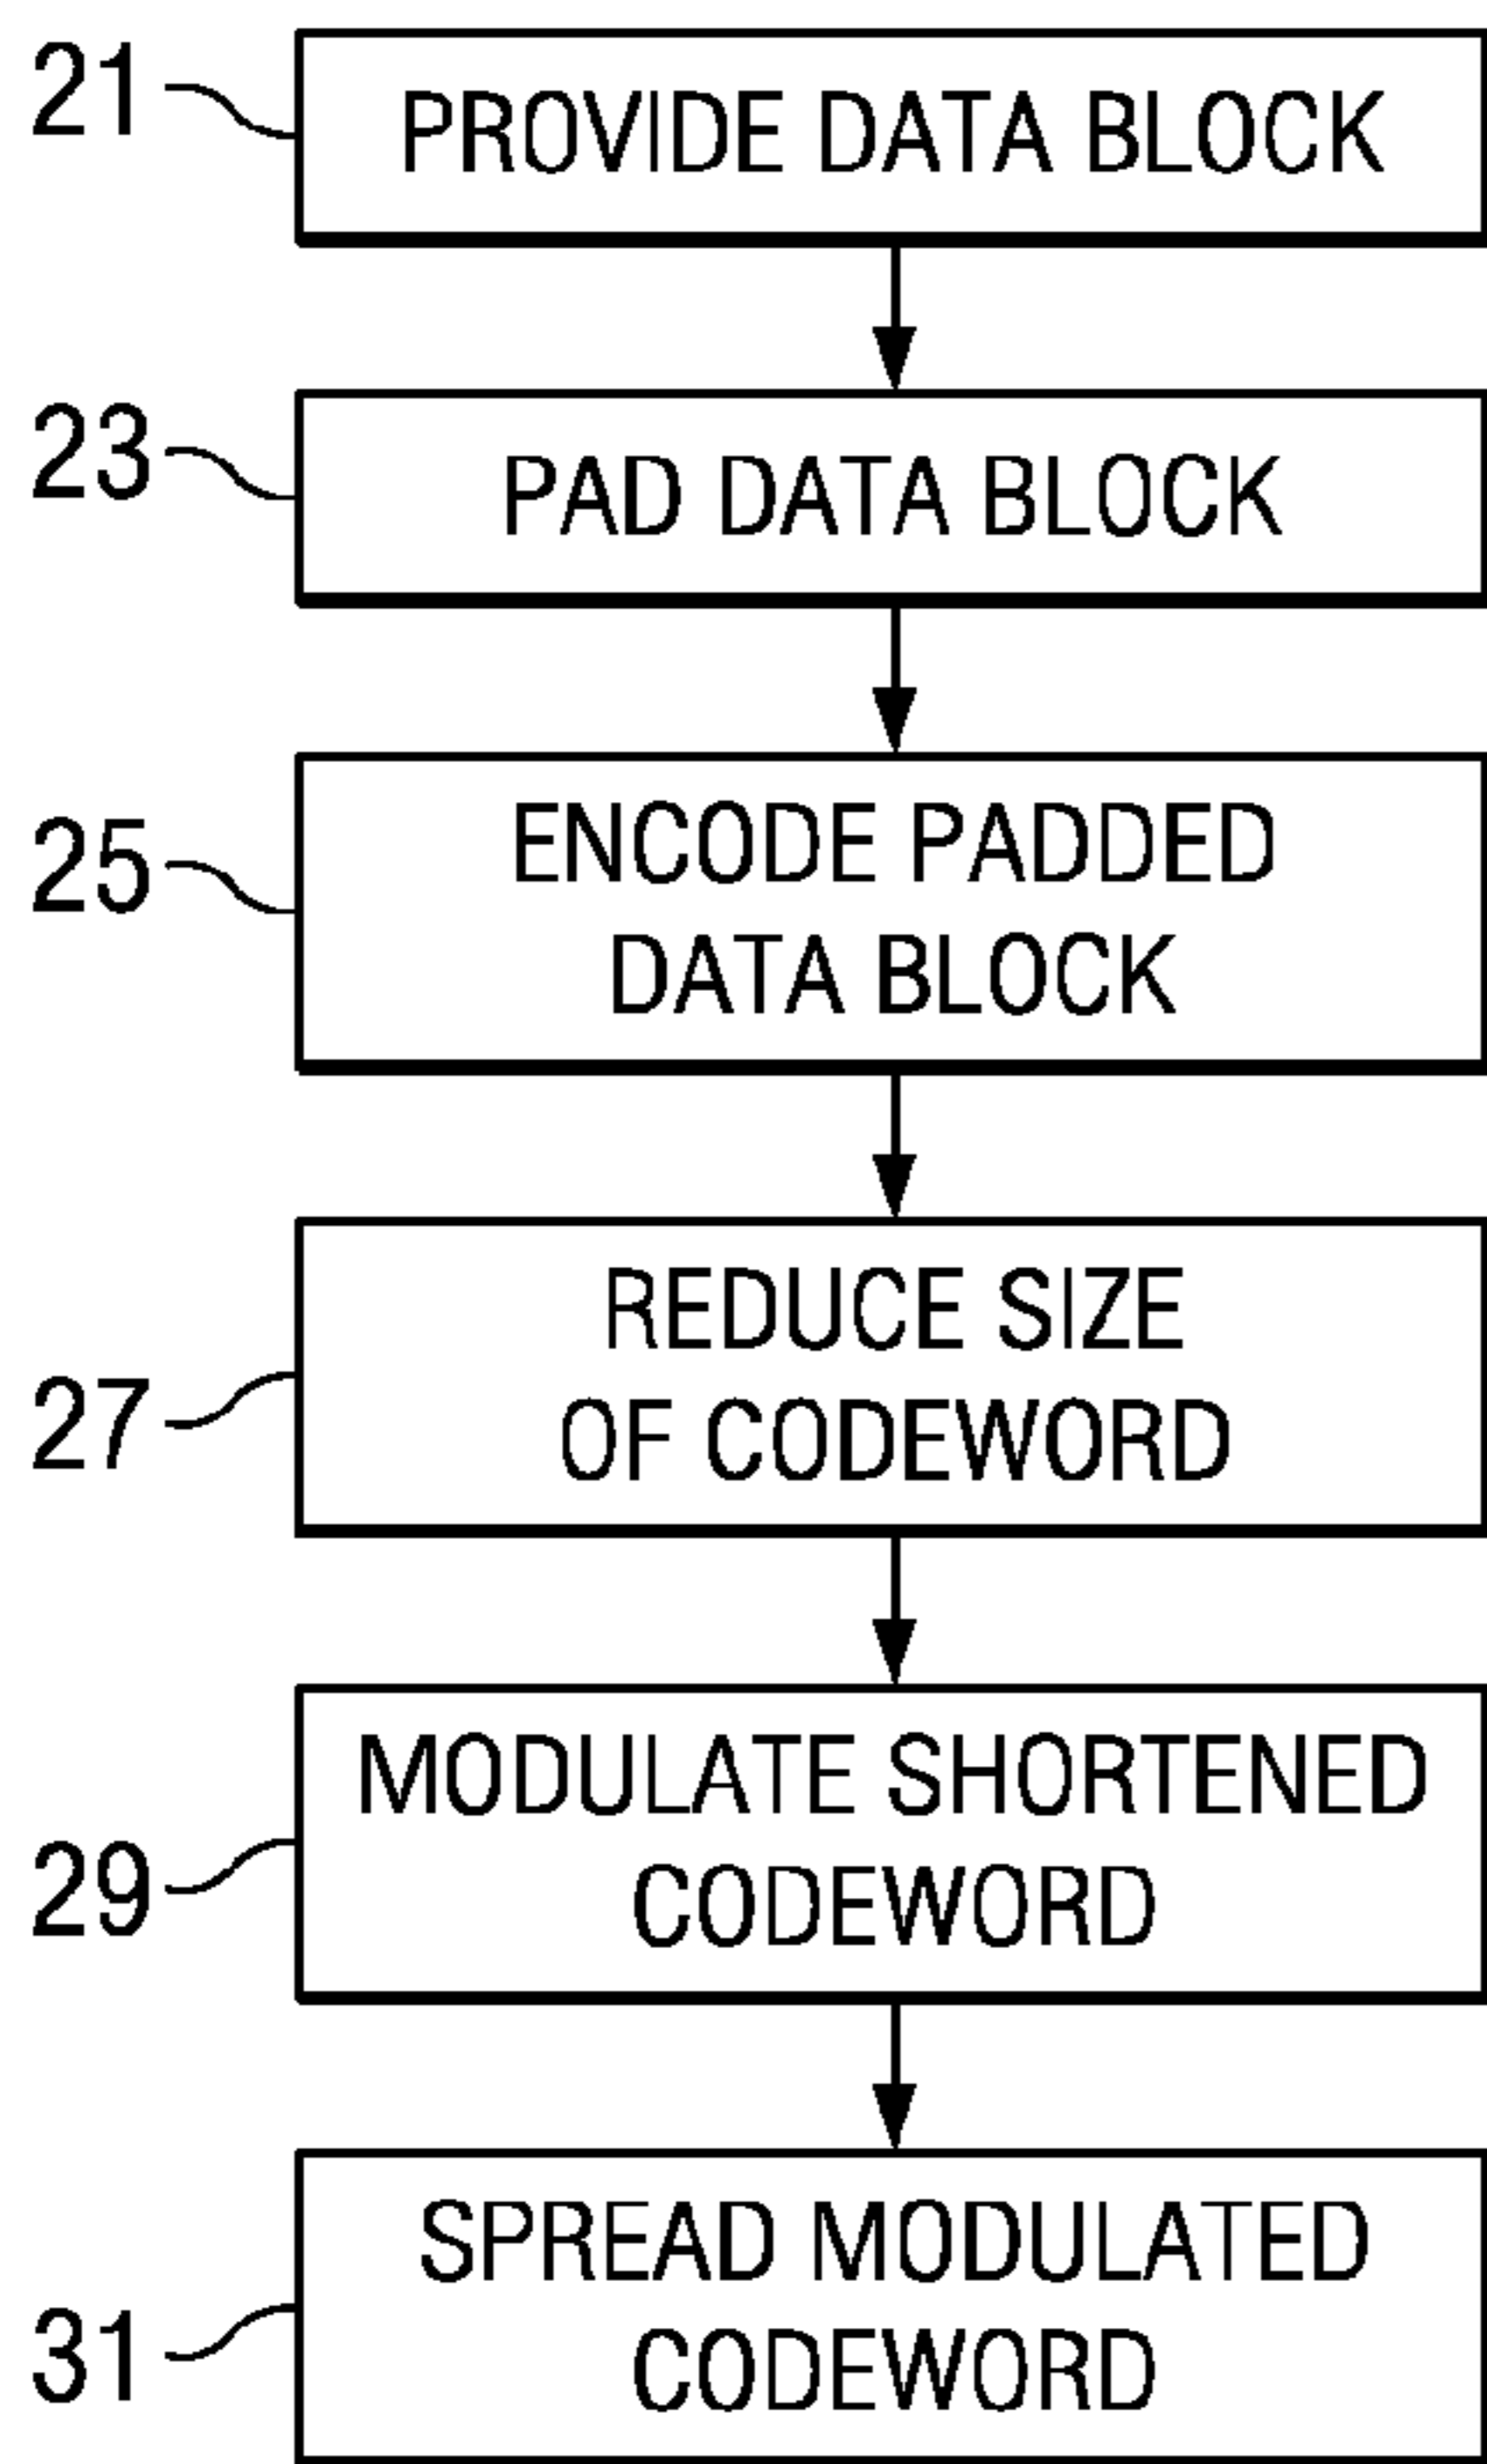 21
PROVIDE DATA BLOCK
23
PAD DATA BLOCK
25
ENCODE PADDED
DATA BLOCK
27
REDUCE SIZE
OF CODEWORD
29
MODULATE SHORTENED
CODEWORD
31
SPREAD MODULATED
CODEWORD